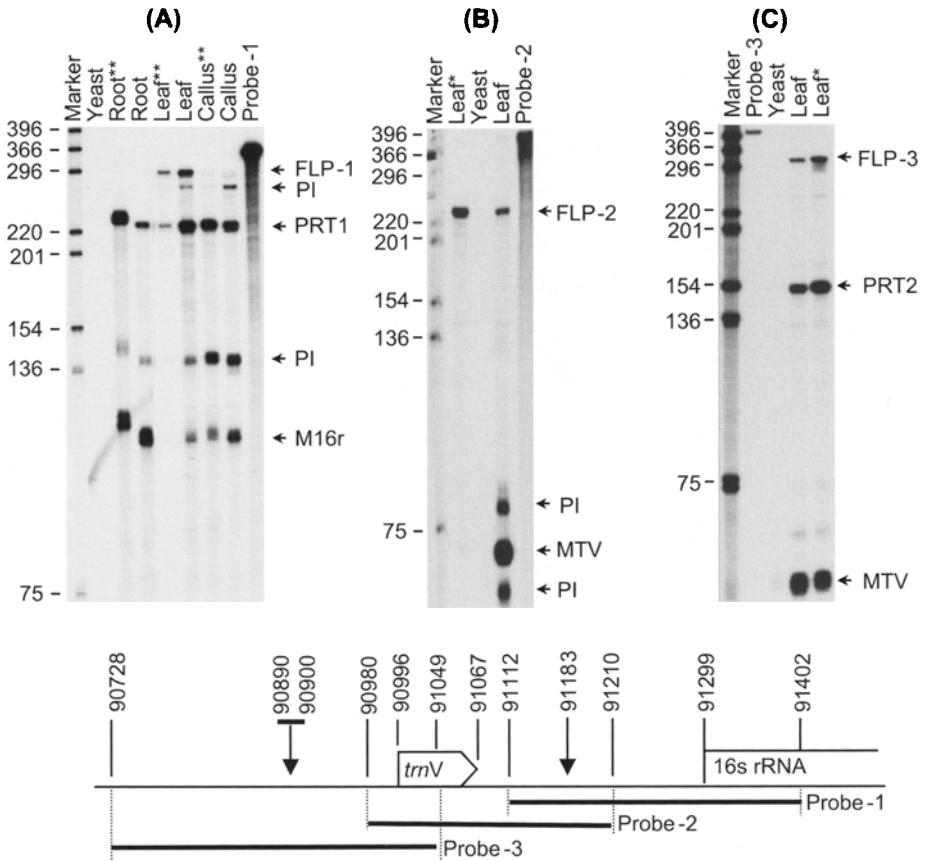 (A)
(B)
(C)
Marker
Yeast
Root**
Root
Leaf**
Leaf
Callus**
Callus
Probe-1
396
366
296
220
201
154
136
75
FLP-1
PI
PRT1
PI
M16r
Marker
Leaf*
Yeast
Leaf
Probe-2
396
366
296
220
201
154
136
75
FLP-2
PI
MTV
PI
Marker
Probe-3
Yeast
Leaf
Leaf*
396
366
296
220
201
154
136
75
FLP-3
PRT2
MTV
90728
90890
90900
90980
90996
91049
91067
91112
91183
91210
91299
91402
trnV
16s rRNA
Probe-1
Probe-2
Probe-3